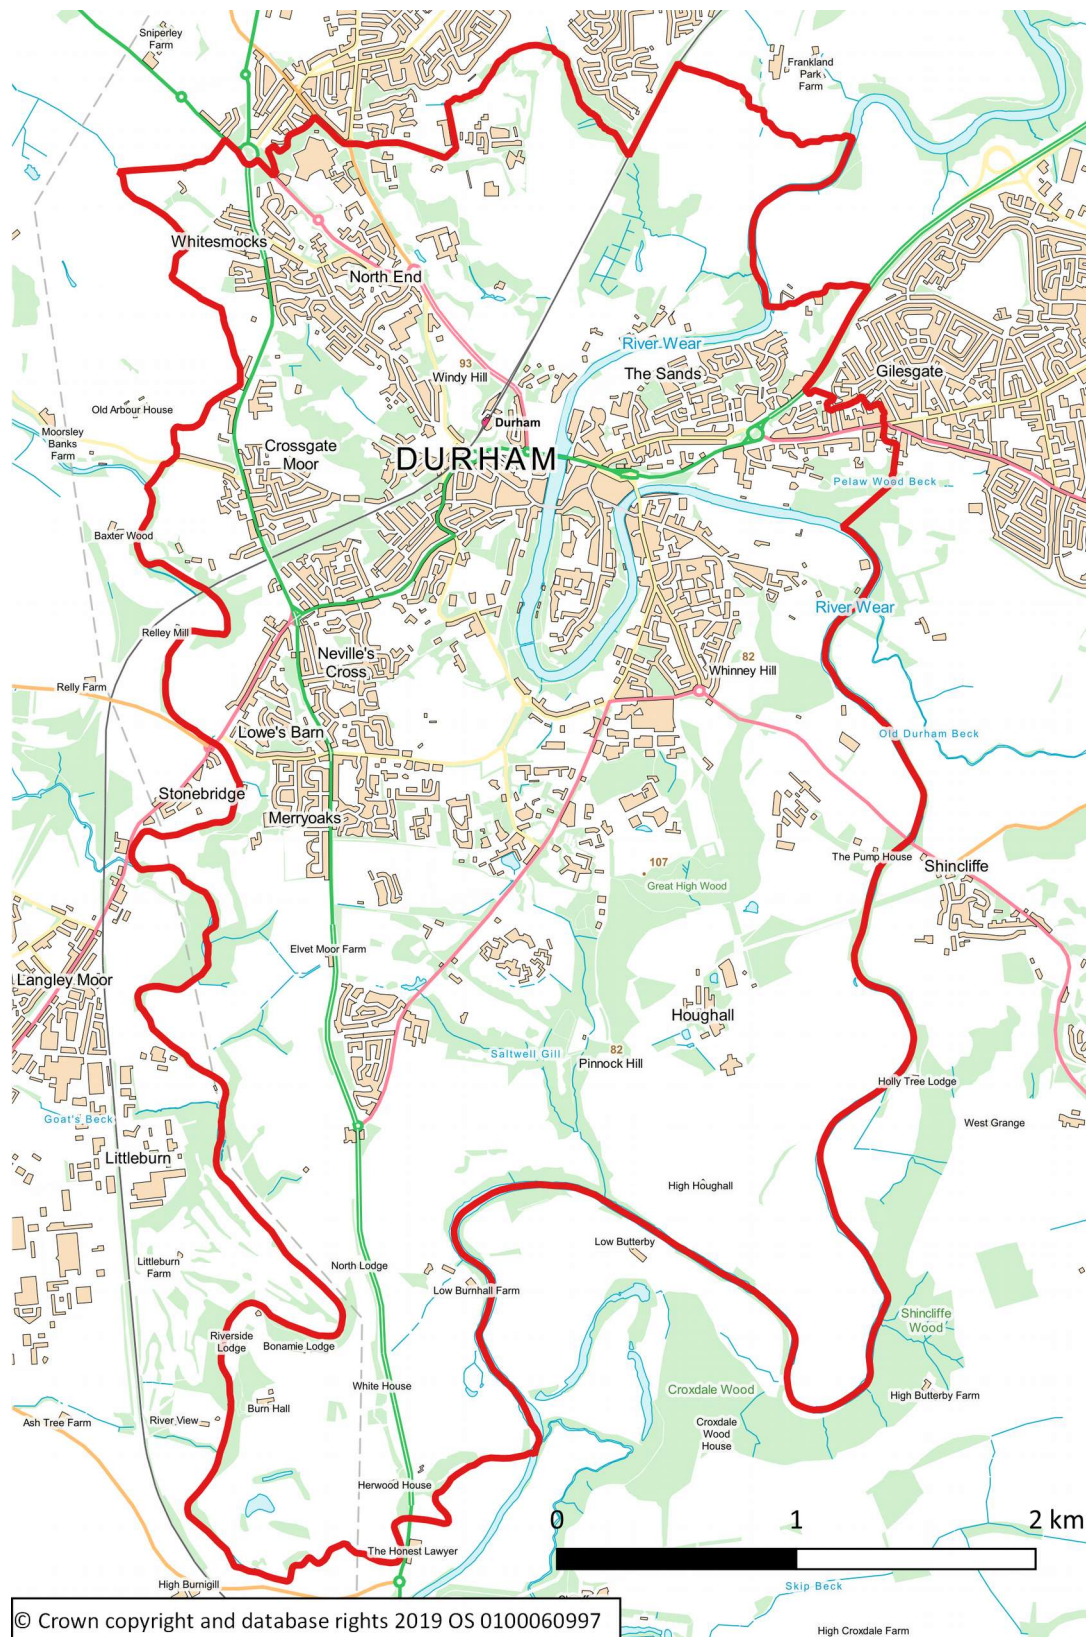 Sniperley
Farm
Frankland
Park
Farm
Whitesmocks
North End
River Wear
93
Windy Hill
The Sands
Gilesgate
Old Arbour House
Durham
Moorsley
Banks
Farm
Crossgate
Moor
DURHAM
Pelaw Wood Beck
Baxter Wood
River Wear
Relley Mill
Neville's
Cross
82
Whinney Hill
Relly Farm
Lowe's Barn
Old Durham Beck
Stonebridge
Merryoaks
The Pump House
Shincliffe
107
Great High Wood
Elvet Moor Farm
Langley Moor
Houghall
Saltwell Gill
82
Pinnock Hill
Holly Tree Lodge
Goat's Beck
West Grange
Littleburn
High Houghall
Low Butterby
Littleburn
Farm
North Lodge
Low Burnhall Farm
Riverside
Lodge
Bonamie Lodge
Shincliffe
Wood
White House
Croxdale Wood
High Butterby Farm
Burn Hall
Ash Tree Farm
River View
Croxdale
Wood
House
Herwood House
0 1 2 km
The Honest Lawyer
High Burnigill
Skip Beck
© Crown copyright and database rights 2019 OS 0100060997
High Croxdale Farm